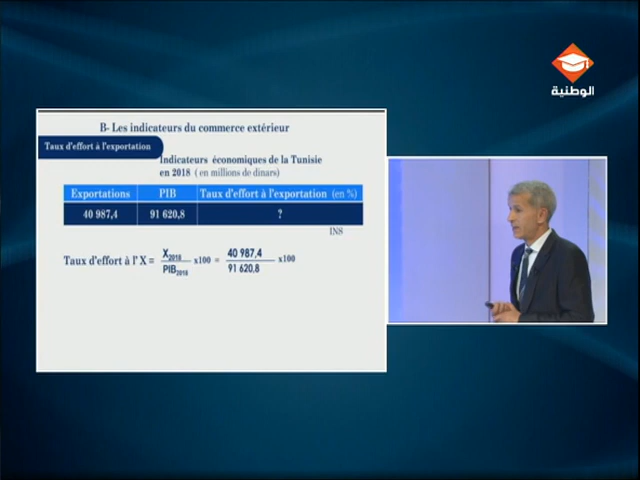 الوطنية
B- Les indicateurs du commerce extérieur
Taux d'effort à l'exportation
Indicateurs économiques de la Tunisie
en 2018 (en millions de dinars)
Exportations PIB Taux d'effort à l'exportation (en %)
40 987,4 91 620,8 ?
INS
Taux d'effort à l' X = X2018 / PIB2018 x100 = 40 987,4 / 91 620,8 x100